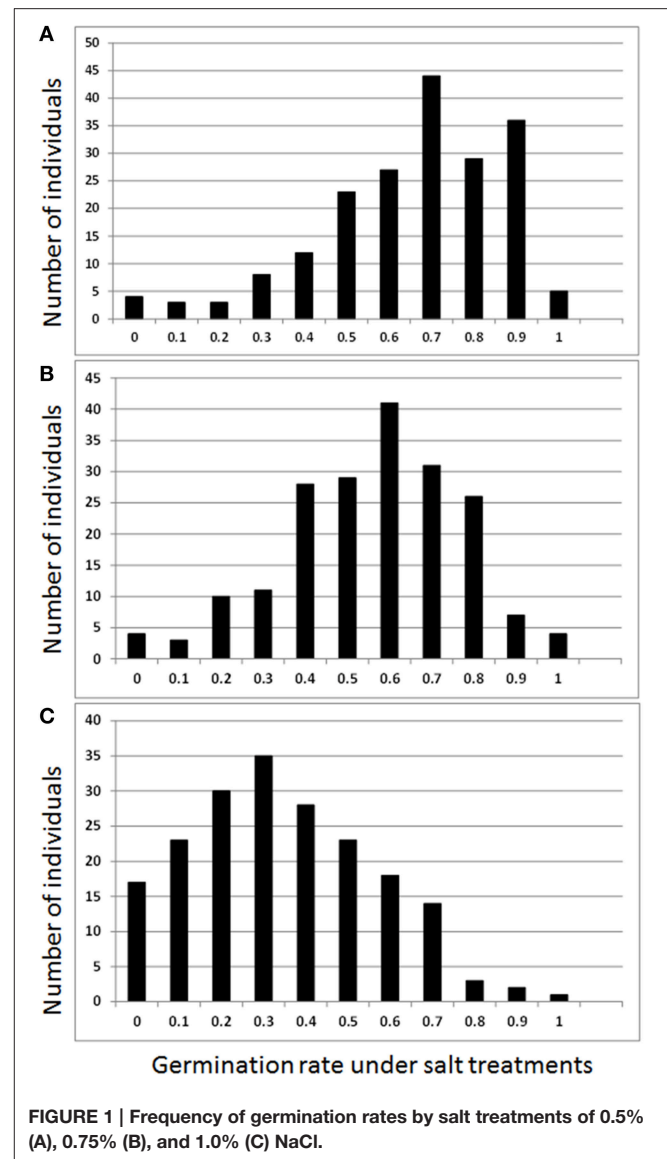 A
Number of individuals
50
45
40
35
30
25
20
15
10
5
0
0 0.1 0.2 0.3 0.4 0.5 0.6 0.7 0.8 0.9 1
B
Number of individuals
45
40
35
30
25
20
15
10
5
0
0 0.1 0.2 0.3 0.4 0.5 0.6 0.7 0.8 0.9 1
C
Number of individuals
40
35
30
25
20
15
10
5
0
0 0.1 0.2 0.3 0.4 0.5 0.6 0.7 0.8 0.9 1
Germination rate under salt treatments
FIGURE 1 | Frequency of germination rates by salt treatments of 0.5%
(A), 0.75% (B), and 1.0% (C) NaCl.